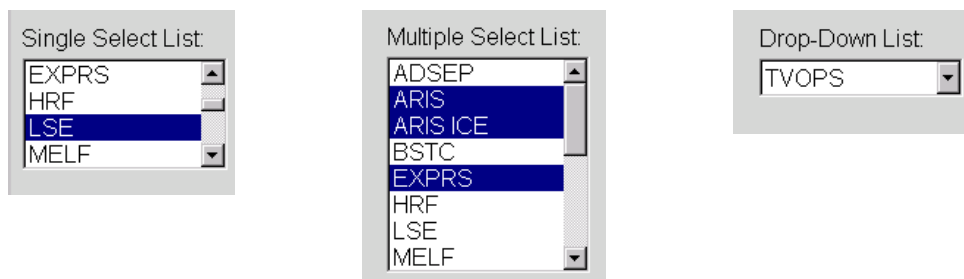 Single Select List:
EXPRS
HRF
LSE
MELF
Multiple Select List:
ADSEP
ARIS
ARIS ICE
BSTC
EXPRS
HRF
LSE
MELF
Drop-Down List:
TVOPS